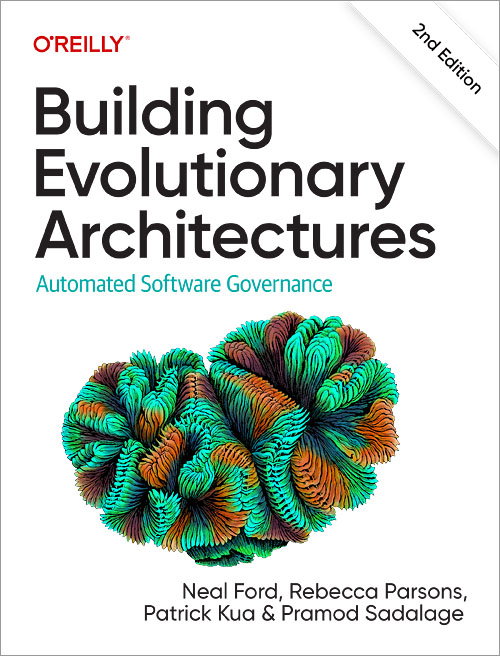 O'REILLY®
2nd Edition
Building
Evolutionary
Architectures
Automated Software Governance
Neal Ford, Rebecca Parsons,
Patrick Kua & Pramod Sadalage